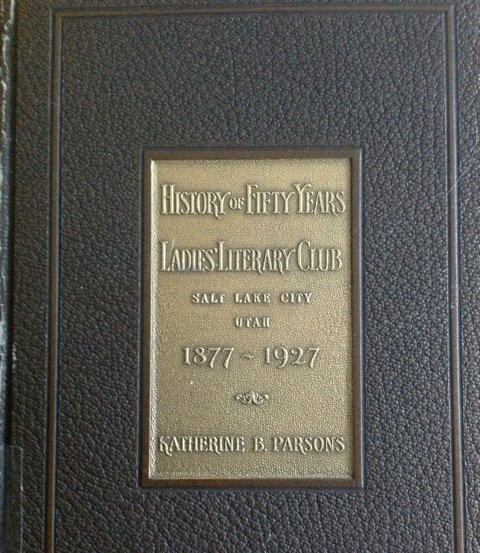 HISTORY OF FIFTY YEARS
LADIES' LITERARY CLUB
SALT LAKE CITY
UTAH
1877 ~ 1927
KATHERINE B. PARSONS